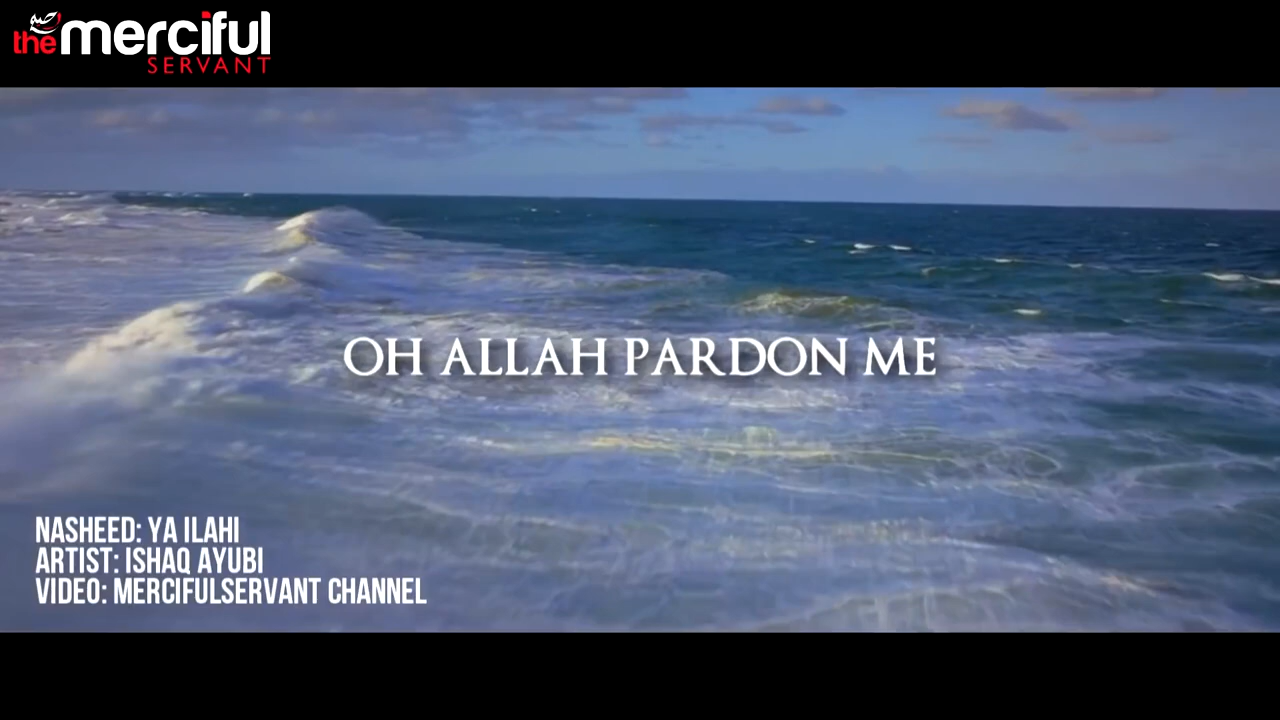 the merciful
SERVANT
OH ALLAH PARDON ME
NASHEED: YA ILAHI
ARTIST: ISHAQ AYUBI
VIDEO: MERCIFULSERVANT CHANNEL